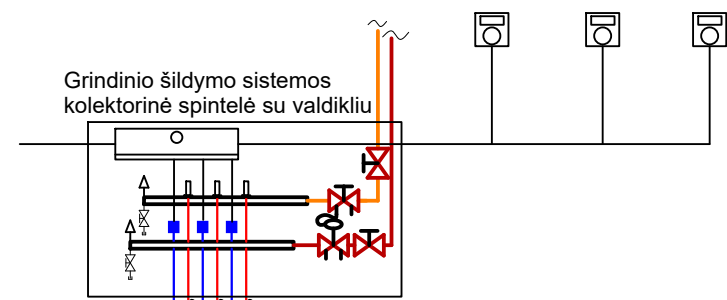 Grindinio šildymo sistemos
kolektorinė spintelė su valdikliu